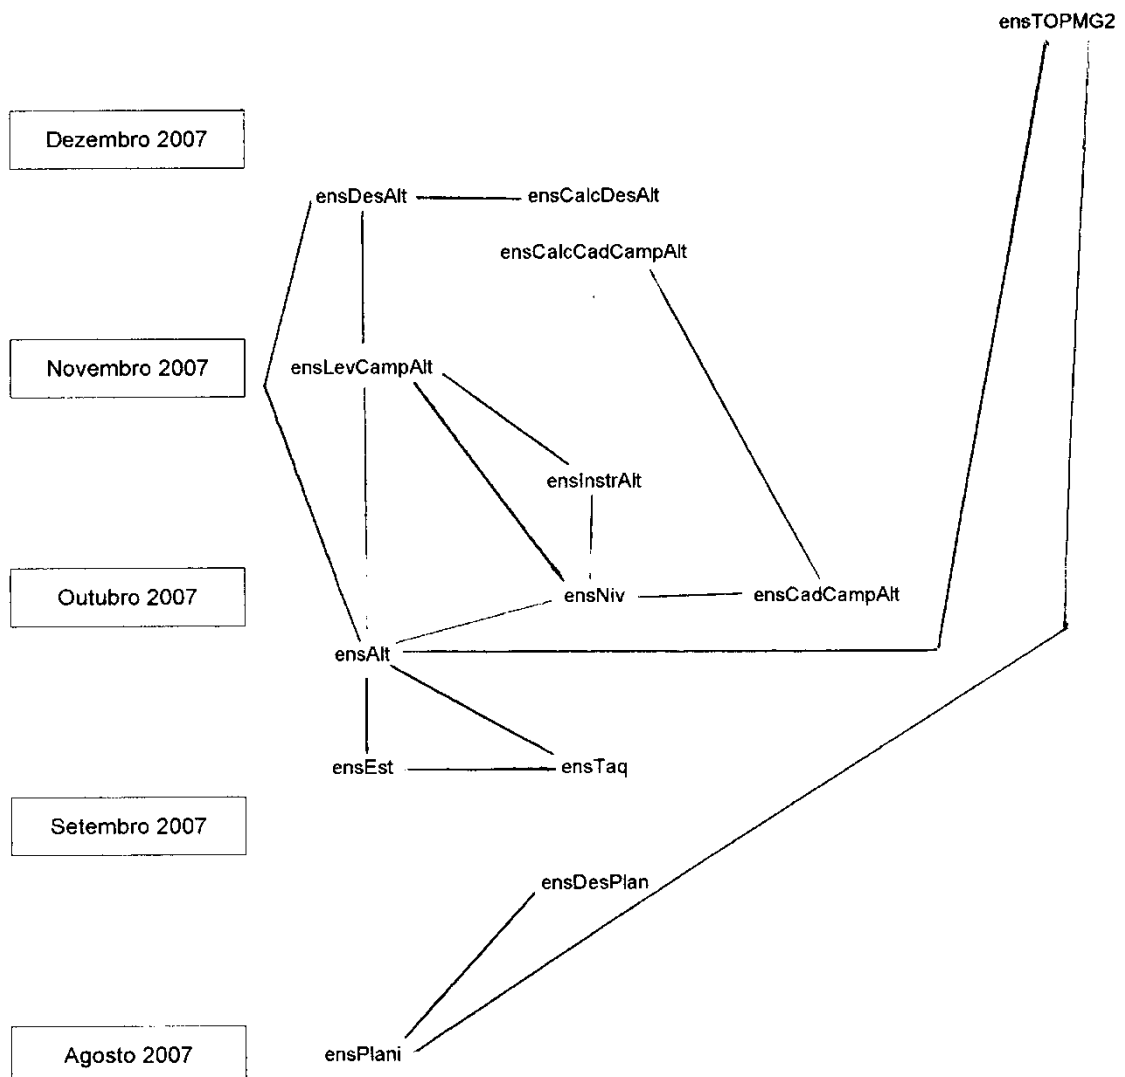 ensTOPMG2
Dezembro 2007
ensDesAlt
ensCalcDesAlt
ensCalcCadCampAlt
Novembro 2007
ensLevCampAlt
ensInstrAlt
Outubro 2007
ensNiv
ensCadCampAlt
ensAlt
ensEst
ensTaq
Setembro 2007
ensDesPlan
Agosto 2007
ensPlani